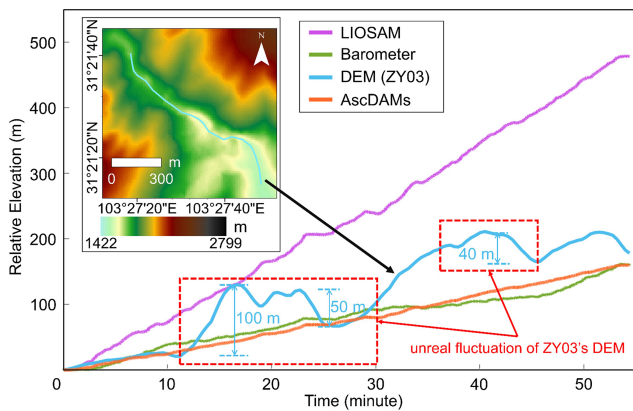 500
400
300
200
100
0
Relative Elevation (m)
0
10
20
30
40
50
Time (minute)
31°21'40"N
31°21'20"N
N
m
0 300
103°27'20"E 103°27'40"E
m
1422 2799
LIOSAM
Barometer
DEM (ZY03)
AscDAMs
100 m
50 m
40 m
unreal fluctuation of ZY03's DEM